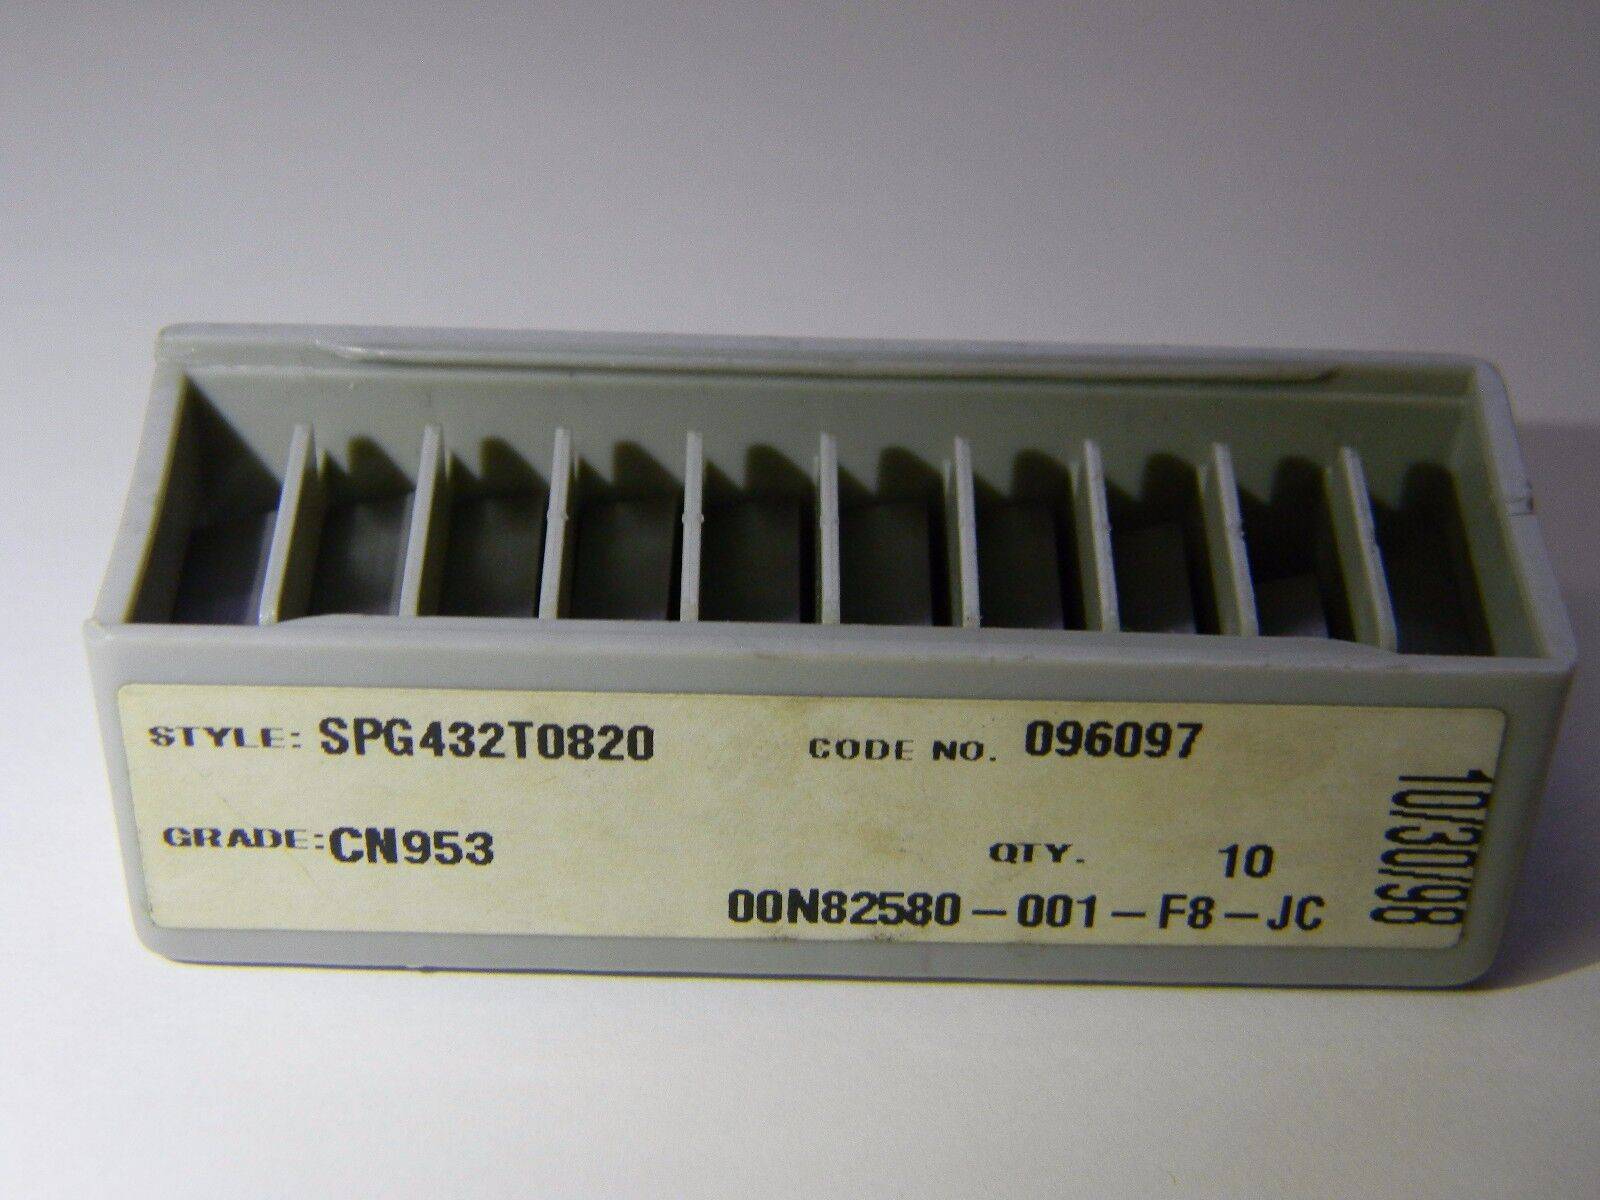 STYLE: SPG432T0820
CODE NO. 096097
GRADE: CN953
QTY. 10
00N82580-001-F8-JC
10/30/98